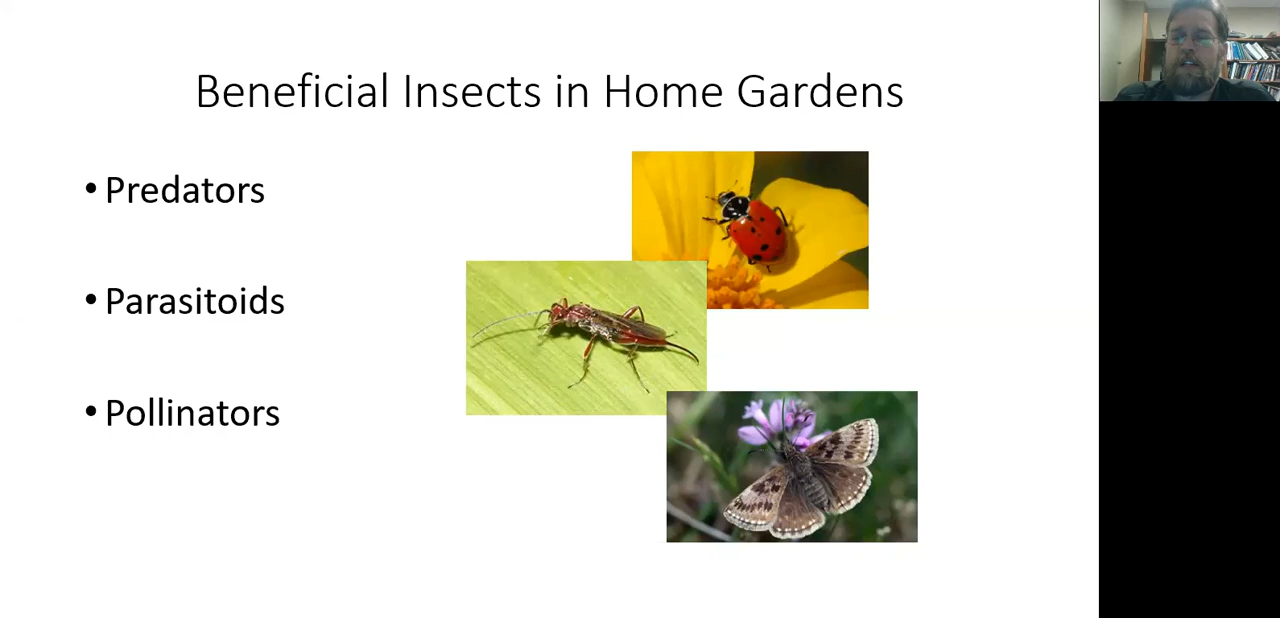 Beneficial Insects in Home Gardens
• Predators
• Parasitoids
• Pollinators